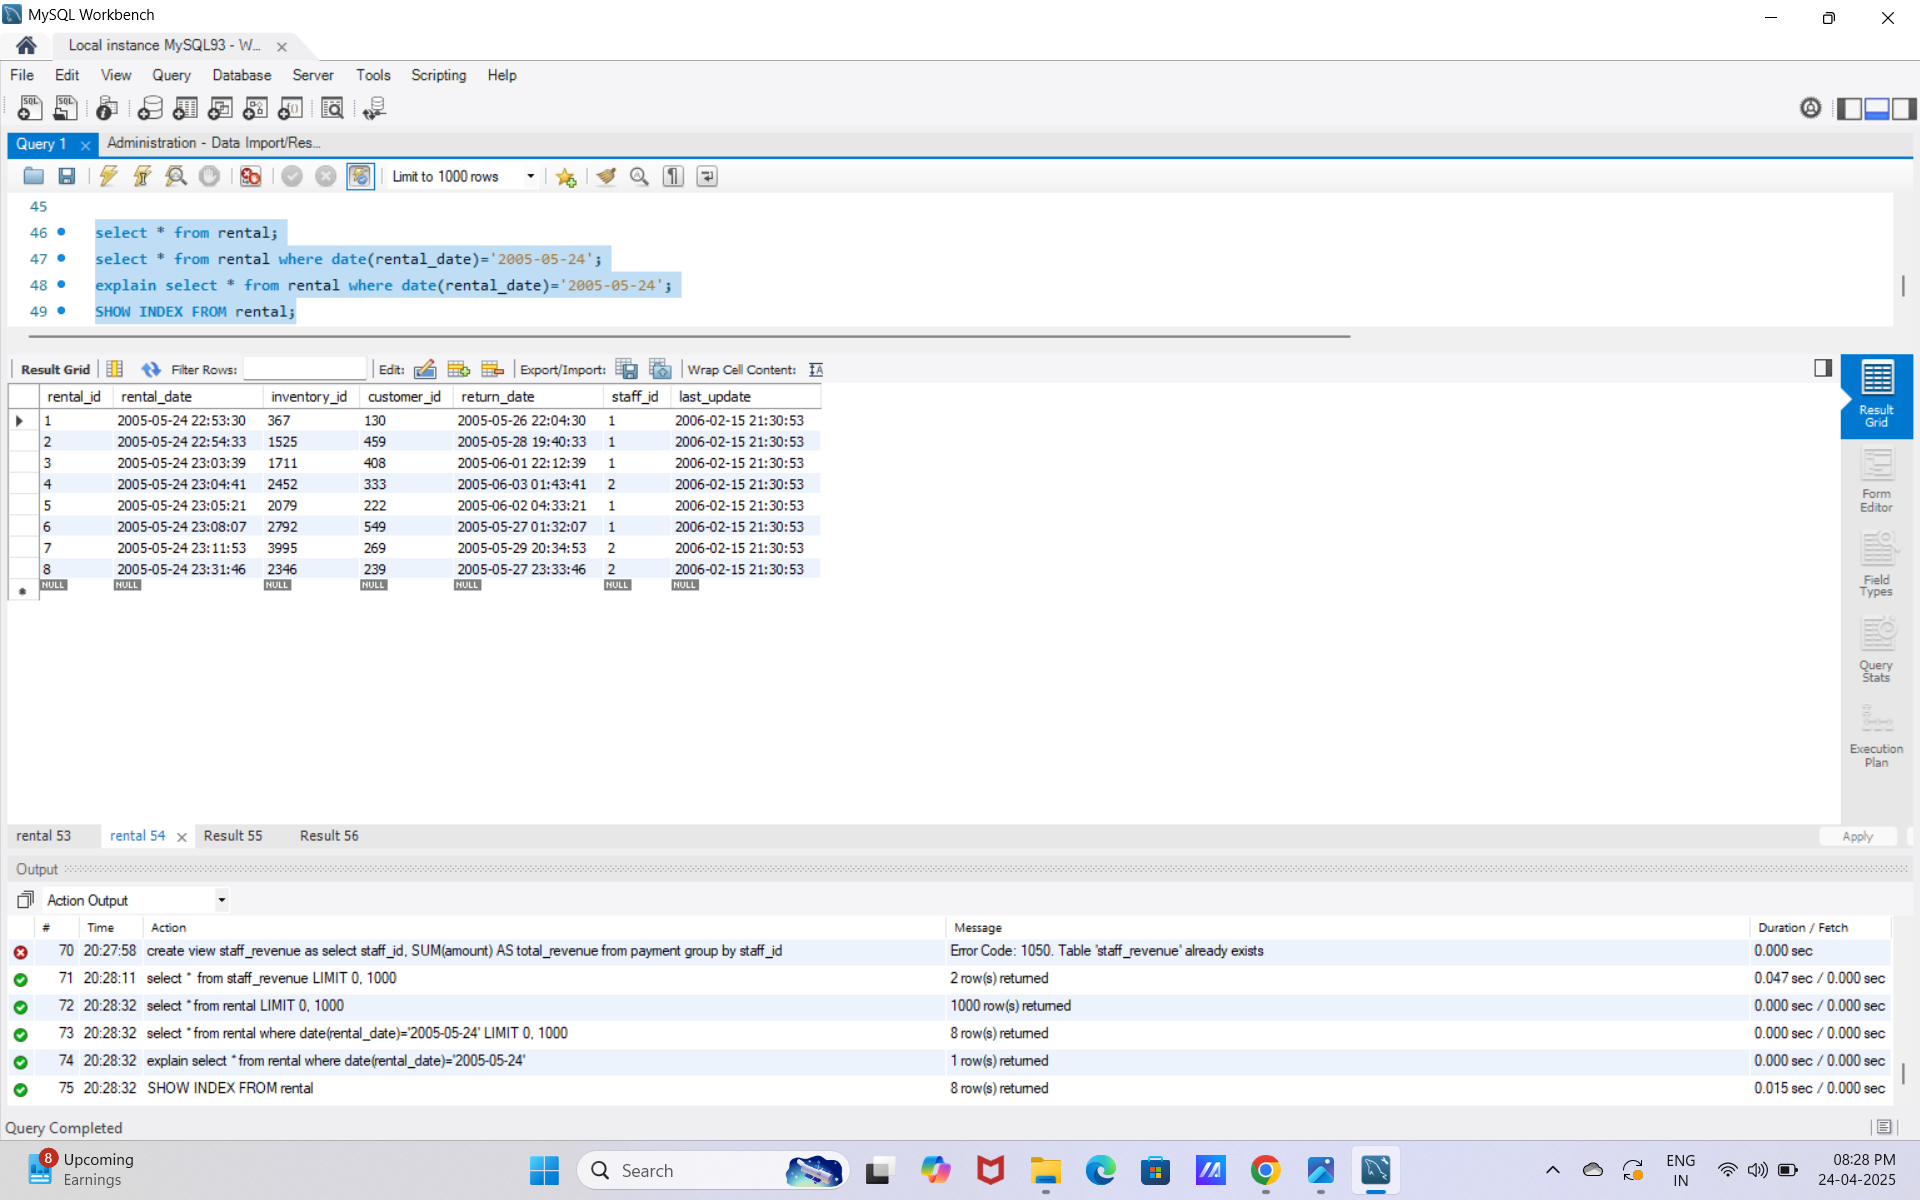 MySQL Workbench
Local instance MySQL93 - W...
File Edit View Query Database Server Tools Scripting Help
Query 1 Administration - Data Import/Res...
Limit to 1000 rows
45
46 select * from rental;
47 select * from rental where date(rental_date)='2005-05-24';
48 explain select * from rental where date(rental_date)='2005-05-24';
49 SHOW INDEX FROM rental;
Result Grid Filter Rows: Edit: Export/Import: Wrap Cell Content:
rental_id rental_date inventory_id customer_id return_date staff_id last_update
1 2005-05-24 22:53:30 367 130 2005-05-26 22:04:30 1 2006-02-15 21:30:53
2 2005-05-24 22:54:33 1525 459 2005-05-28 19:40:33 1 2006-02-15 21:30:53
3 2005-05-24 23:03:39 1711 408 2005-06-01 22:12:39 1 2006-02-15 21:30:53
4 2005-05-24 23:04:41 2452 333 2005-06-03 01:43:41 2 2006-02-15 21:30:53
5 2005-05-24 23:05:21 2079 222 2005-06-02 04:33:21 1 2006-02-15 21:30:53
6 2005-05-24 23:08:07 2792 549 2005-05-27 01:32:07 1 2006-02-15 21:30:53
7 2005-05-24 23:11:53 3995 269 2005-05-29 20:34:53 2 2006-02-15 21:30:53
8 2005-05-24 23:31:46 2346 239 2005-05-27 23:33:46 2 2006-02-15 21:30:53
NULL NULL NULL NULL NULL NULL NULL
Result
Grid
Form
Editor
Field
Types
Query
Stats
Execution
Plan
rental 53 rental 54 Result 55 Result 56 Apply
Output
Action Output
# Time Action Message Duration / Fetch
70 20:27:58 create view staff_revenue as select staff_id, SUM(amount) AS total_revenue from payment group by staff_id Error Code: 1050. Table 'staff_revenue' already exists 0.000 sec
71 20:28:11 select * from staff_revenue LIMIT 0, 1000 2 row(s) returned 0.047 sec / 0.000 sec
72 20:28:32 select * from rental LIMIT 0, 1000 1000 row(s) returned 0.000 sec / 0.000 sec
73 20:28:32 select * from rental where date(rental_date)='2005-05-24' LIMIT 0, 1000 8 row(s) returned 0.000 sec / 0.000 sec
74 20:28:32 explain select * from rental where date(rental_date)='2005-05-24' 1 row(s) returned 0.000 sec / 0.000 sec
75 20:28:32 SHOW INDEX FROM rental 8 row(s) returned 0.015 sec / 0.000 sec
Query Completed
8 Upcoming
Earnings
Search
ENG
IN
08:28 PM
24-04-2025